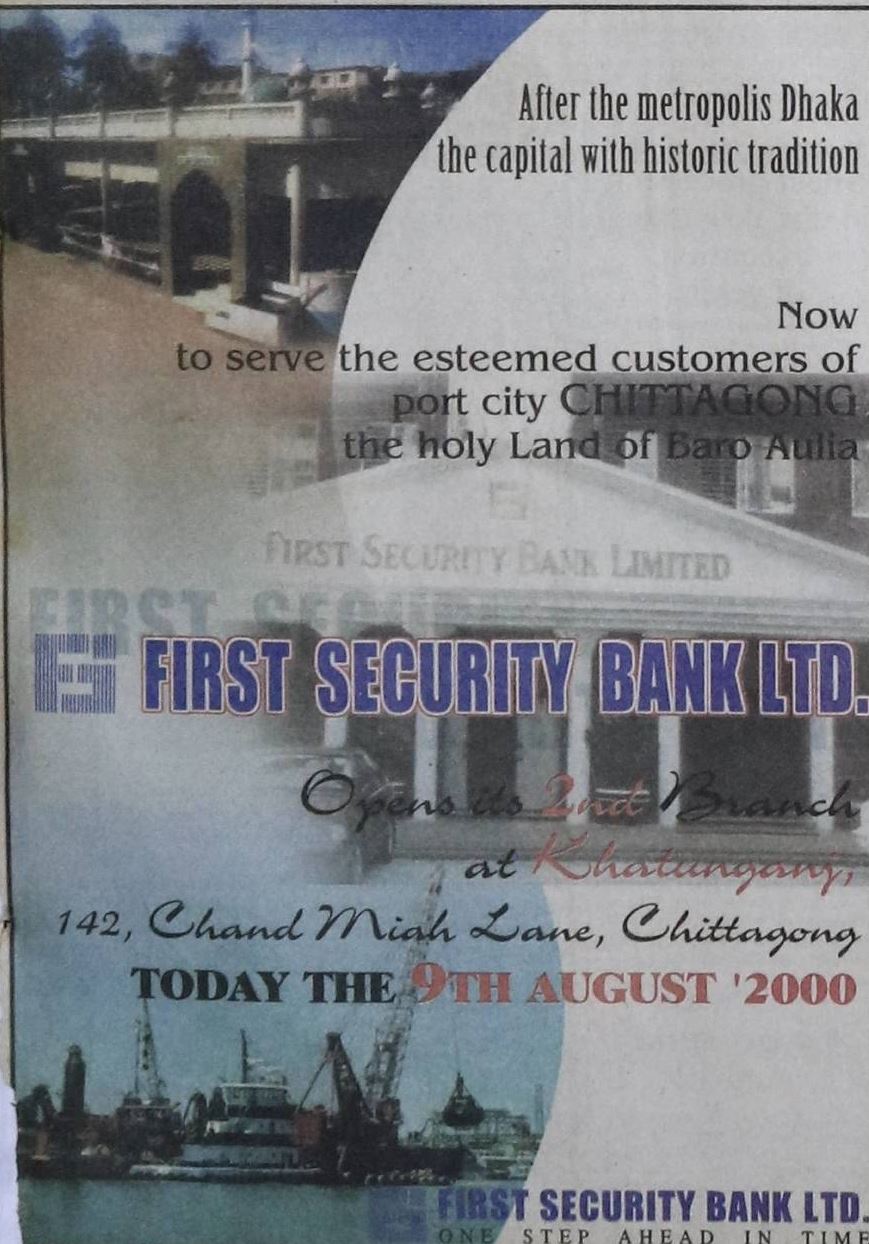 After the metropolis Dhaka
the capital with historic tradition
Now
to serve the esteemed customers of
port city CHITTAGONG
the holy Land of Baro Aulia
FIRST SECURITY BANK LIMITED
FIRST SECURITY
FIRST SECURITY BANK LTD.
Opens its 2nd Branch
at Khatunganj,
142, Chand Miah Lane, Chittagong
TODAY THE 9TH AUGUST '2000
FIRST SECURITY BANK LTD.
ONE STEP AHEAD IN TIME